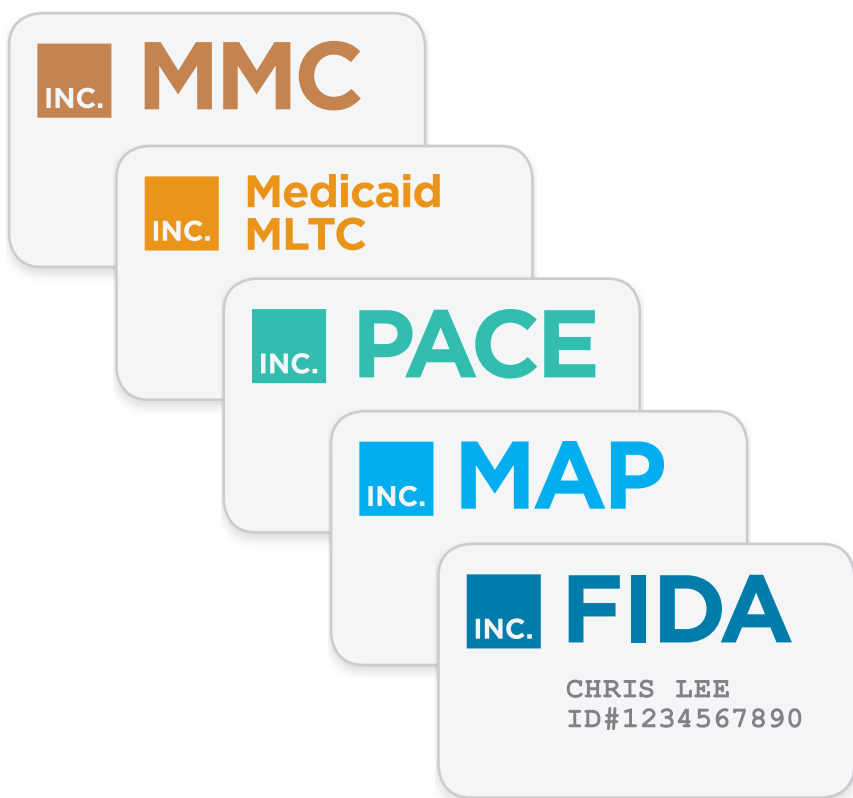 INC. MMC
INC. Medicaid
MLTC
INC. PACE
INC. MAP
INC. FIDA
CHRIS LEE
ID#1234567890